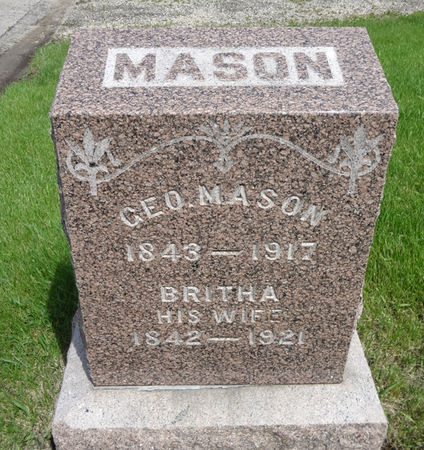 MASON
GEO. MASON
1843 — 1917
BRITHA
HIS WIFE
1842 — 1921